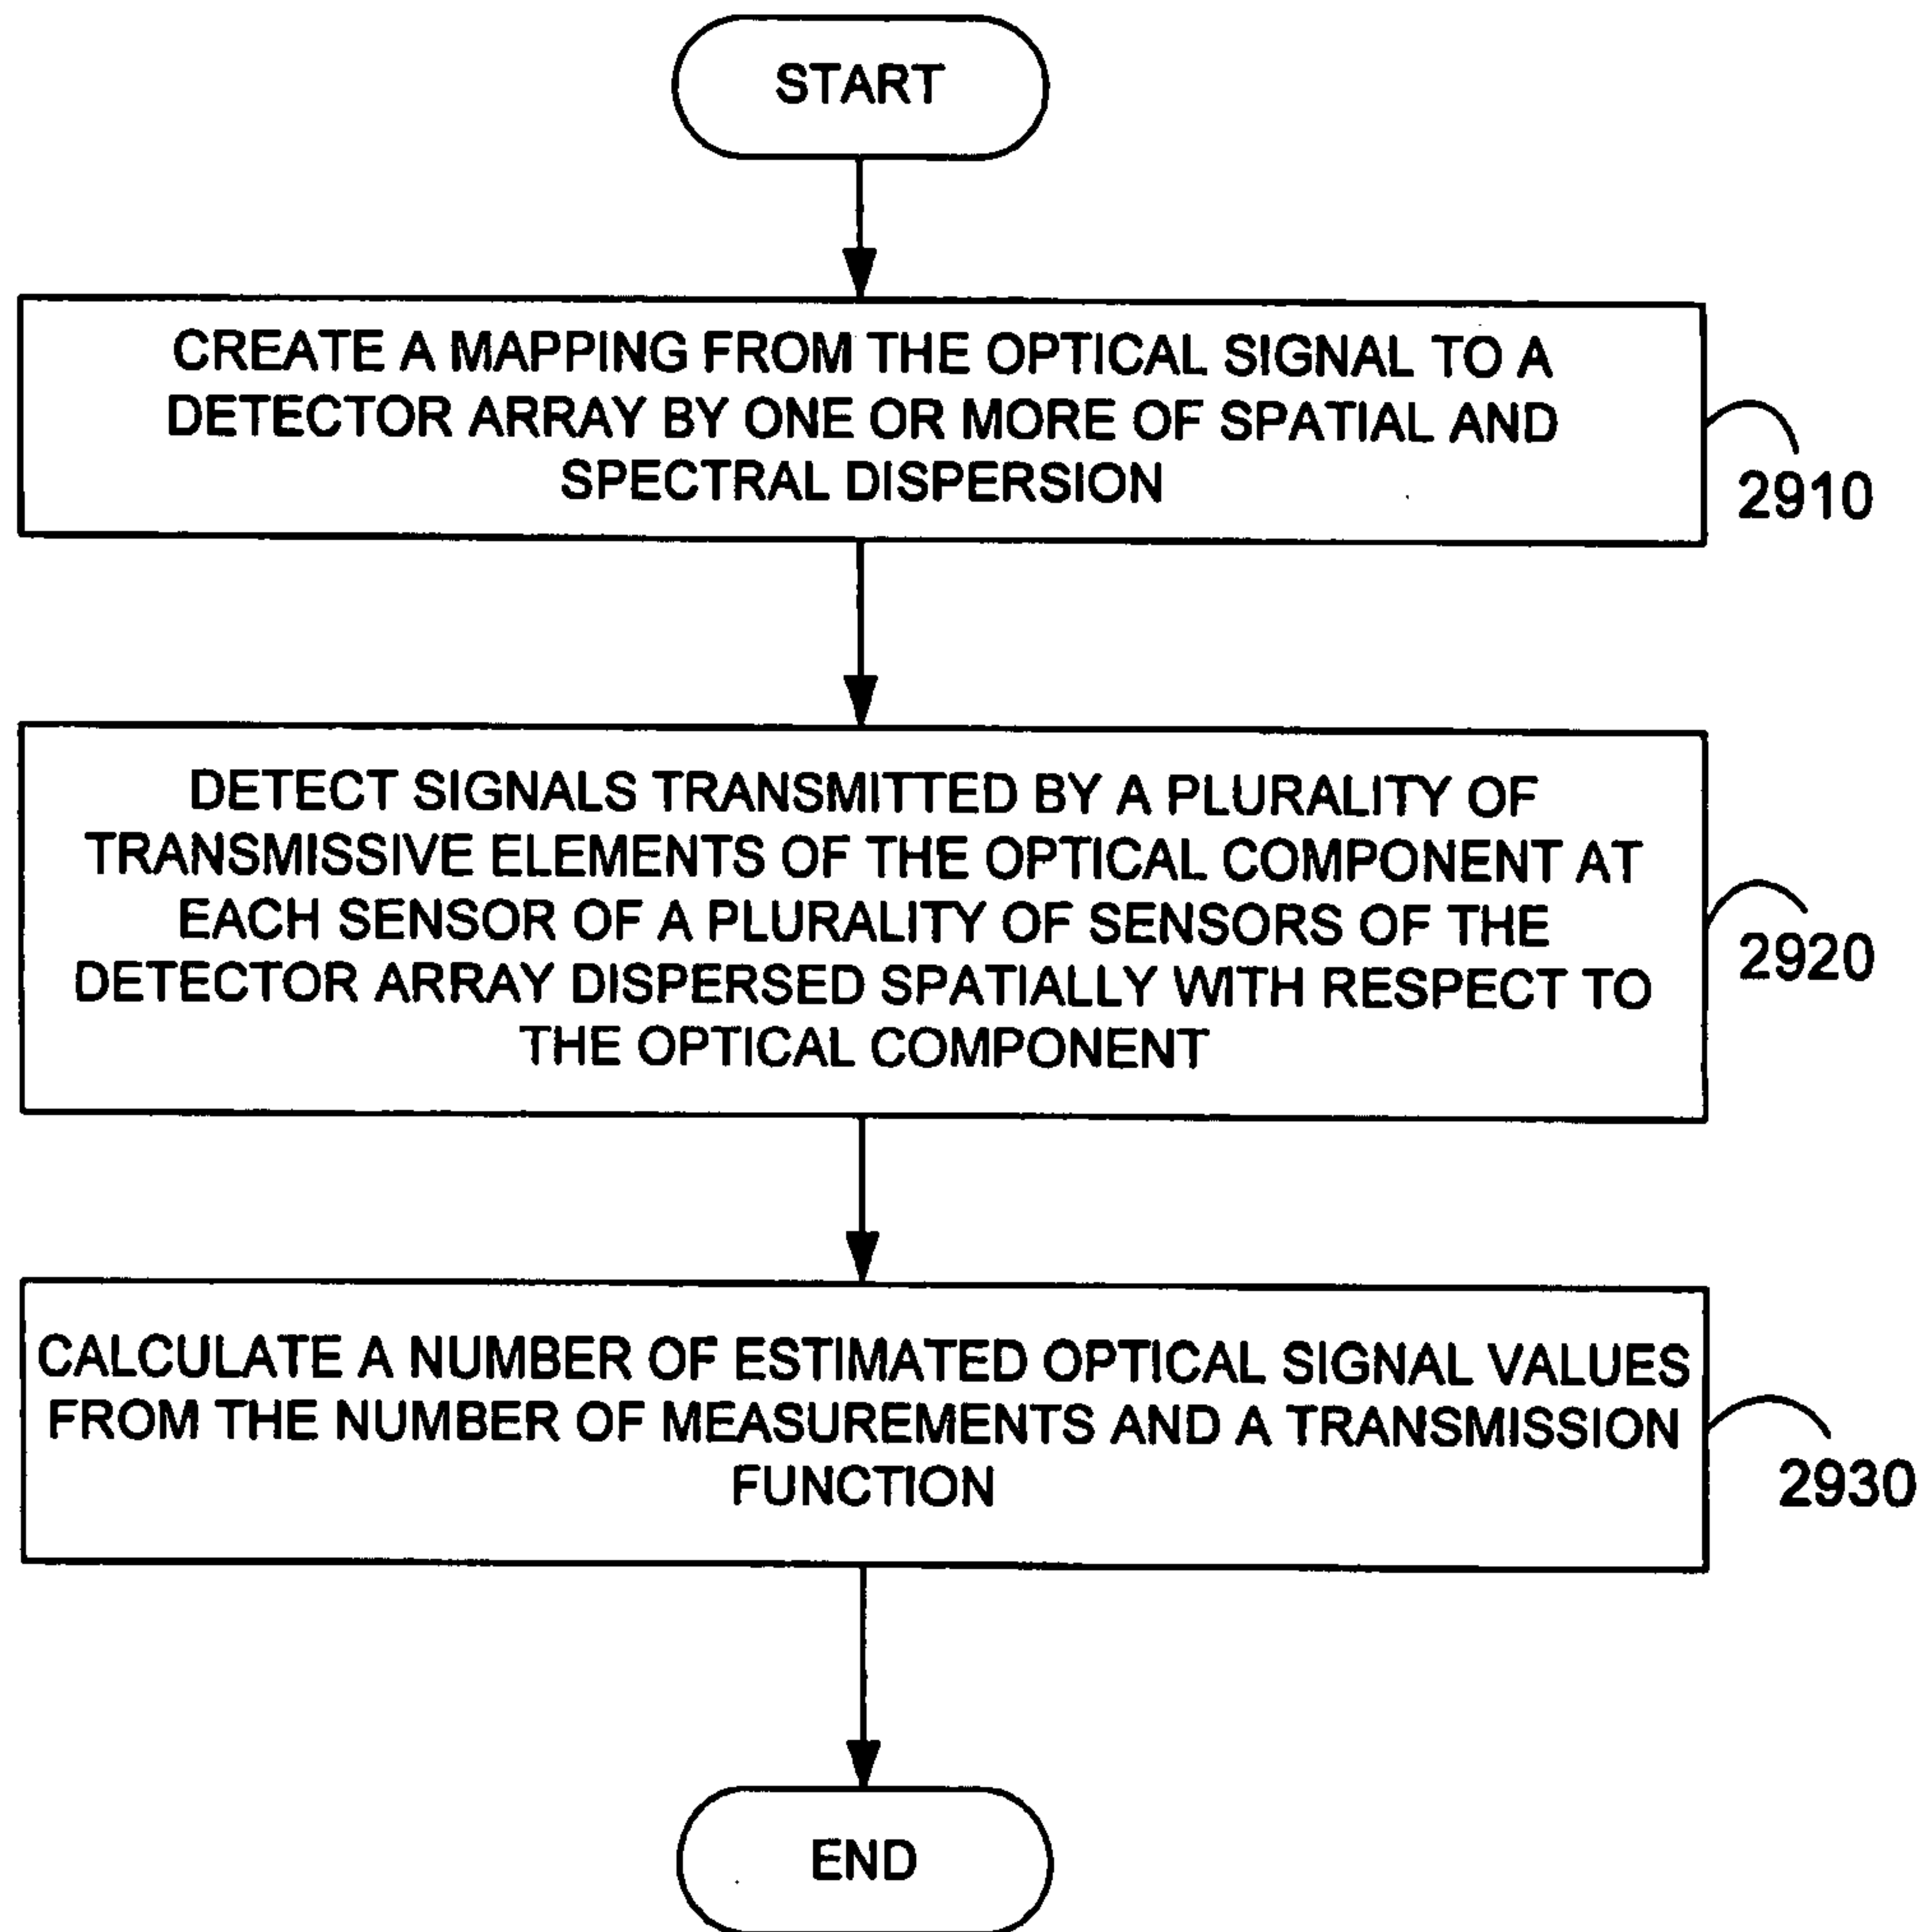 START
CREATE A MAPPING FROM THE OPTICAL SIGNAL TO A
DETECTOR ARRAY BY ONE OR MORE OF SPATIAL AND
SPECTRAL DISPERSION
2910
DETECT SIGNALS TRANSMITTED BY A PLURALITY OF
TRANSMISSIVE ELEMENTS OF THE OPTICAL COMPONENT AT
EACH SENSOR OF A PLURALITY OF SENSORS OF THE
DETECTOR ARRAY DISPERSED SPATIALLY WITH RESPECT TO
THE OPTICAL COMPONENT
2920
CALCULATE A NUMBER OF ESTIMATED OPTICAL SIGNAL VALUES
FROM THE NUMBER OF MEASUREMENTS AND A TRANSMISSION
FUNCTION
2930
END